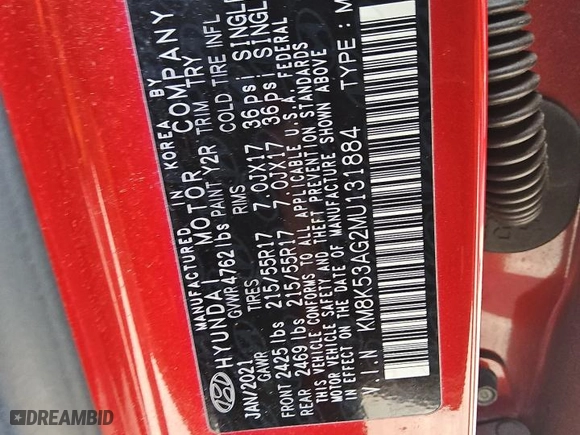 MANUFACTURED IN KOREA BY
HYUNDAI MOTOR COMPANY
JAN/2021 GVWR 4762 lbs PAINT Y2R TRIM TRY
GAWR TIRES RIMS COLD TIRE INFL
FRONT 2425 lbs 215/55R17 7.0JX17 36psi SINGLE
REAR 2469 lbs 215/55R17 7.0JX17 36psi SINGL
THIS VEHICLE CONFORMS TO ALL APPLICABLE U.S.A. FEDERAL
MOTOR VEHICLE SAFETY AND THEFT PREVENTION STANDARDS
IN EFFECT ON THE DATE OF MANUFACTURE SHOWN ABOVE
V.I.N KM8K53AG2MU131884 TYPE: M
DREAMBID